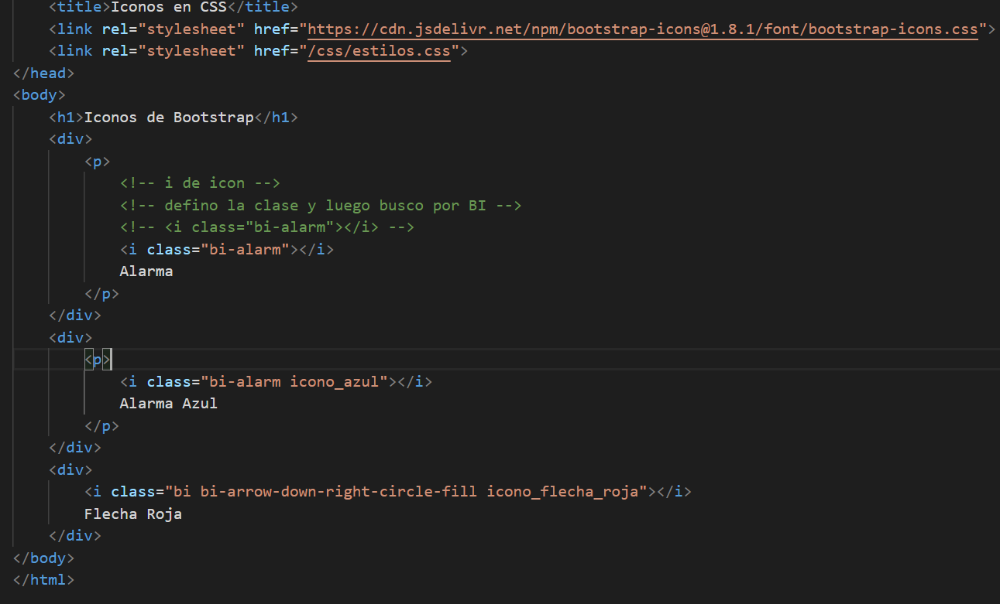 <title>Iconos en CSS</title>
<link rel="stylesheet" href="https://cdn.jsdelivr.net/npm/bootstrap-icons@1.8.1/font/bootstrap-icons.css">
<link rel="stylesheet" href="/css/estilos.css">
</head>
<body>
<h1>Iconos de Bootstrap</h1>
<div>
<p>
<!-- i de icon -->
<!-- defino la clase y luego busco por BI -->
<!-- <i class="bi-alarm"></i> -->
<i class="bi-alarm"></i>
Alarma
</p>
</div>
<div>
<p>
<i class="bi-alarm icono_azul"></i>
Alarma Azul
</p>
</div>
<div>
<i class="bi bi-arrow-down-right-circle-fill icono_flecha_roja"></i>
Flecha Roja
</div>
</body>
</html>